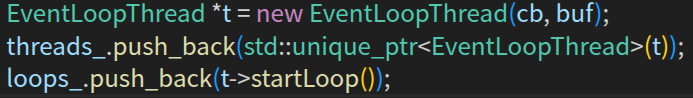 EventLoopThread *t = new EventLoopThread(cb, buf);
threads_.push_back(std::unique_ptr<EventLoopThread>(t));
loops_.push_back(t->startLoop());